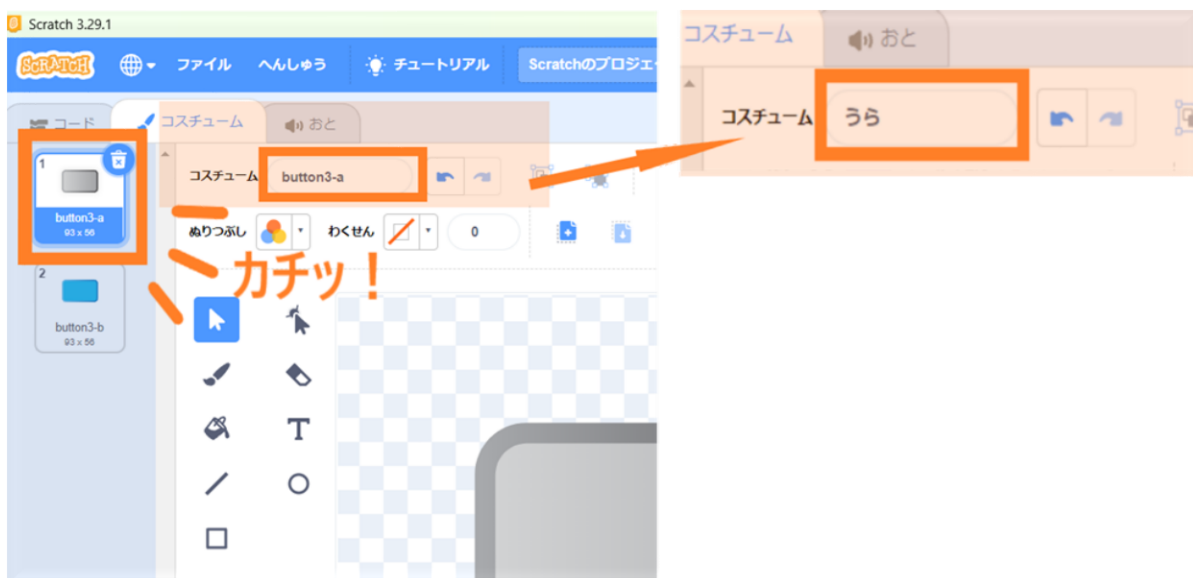 Scratch 3.29.1
SCRATCH ファイル へんしゅう チュートリアル Scratchのプロジェ
コード コスチューム おと
1
button3-a
93 x 56
2
button3-b
93 x 56
コスチューム button3-a
ぬりつぶし わくせん 0
カチッ！
T
コスチューム おと
コスチューム うら